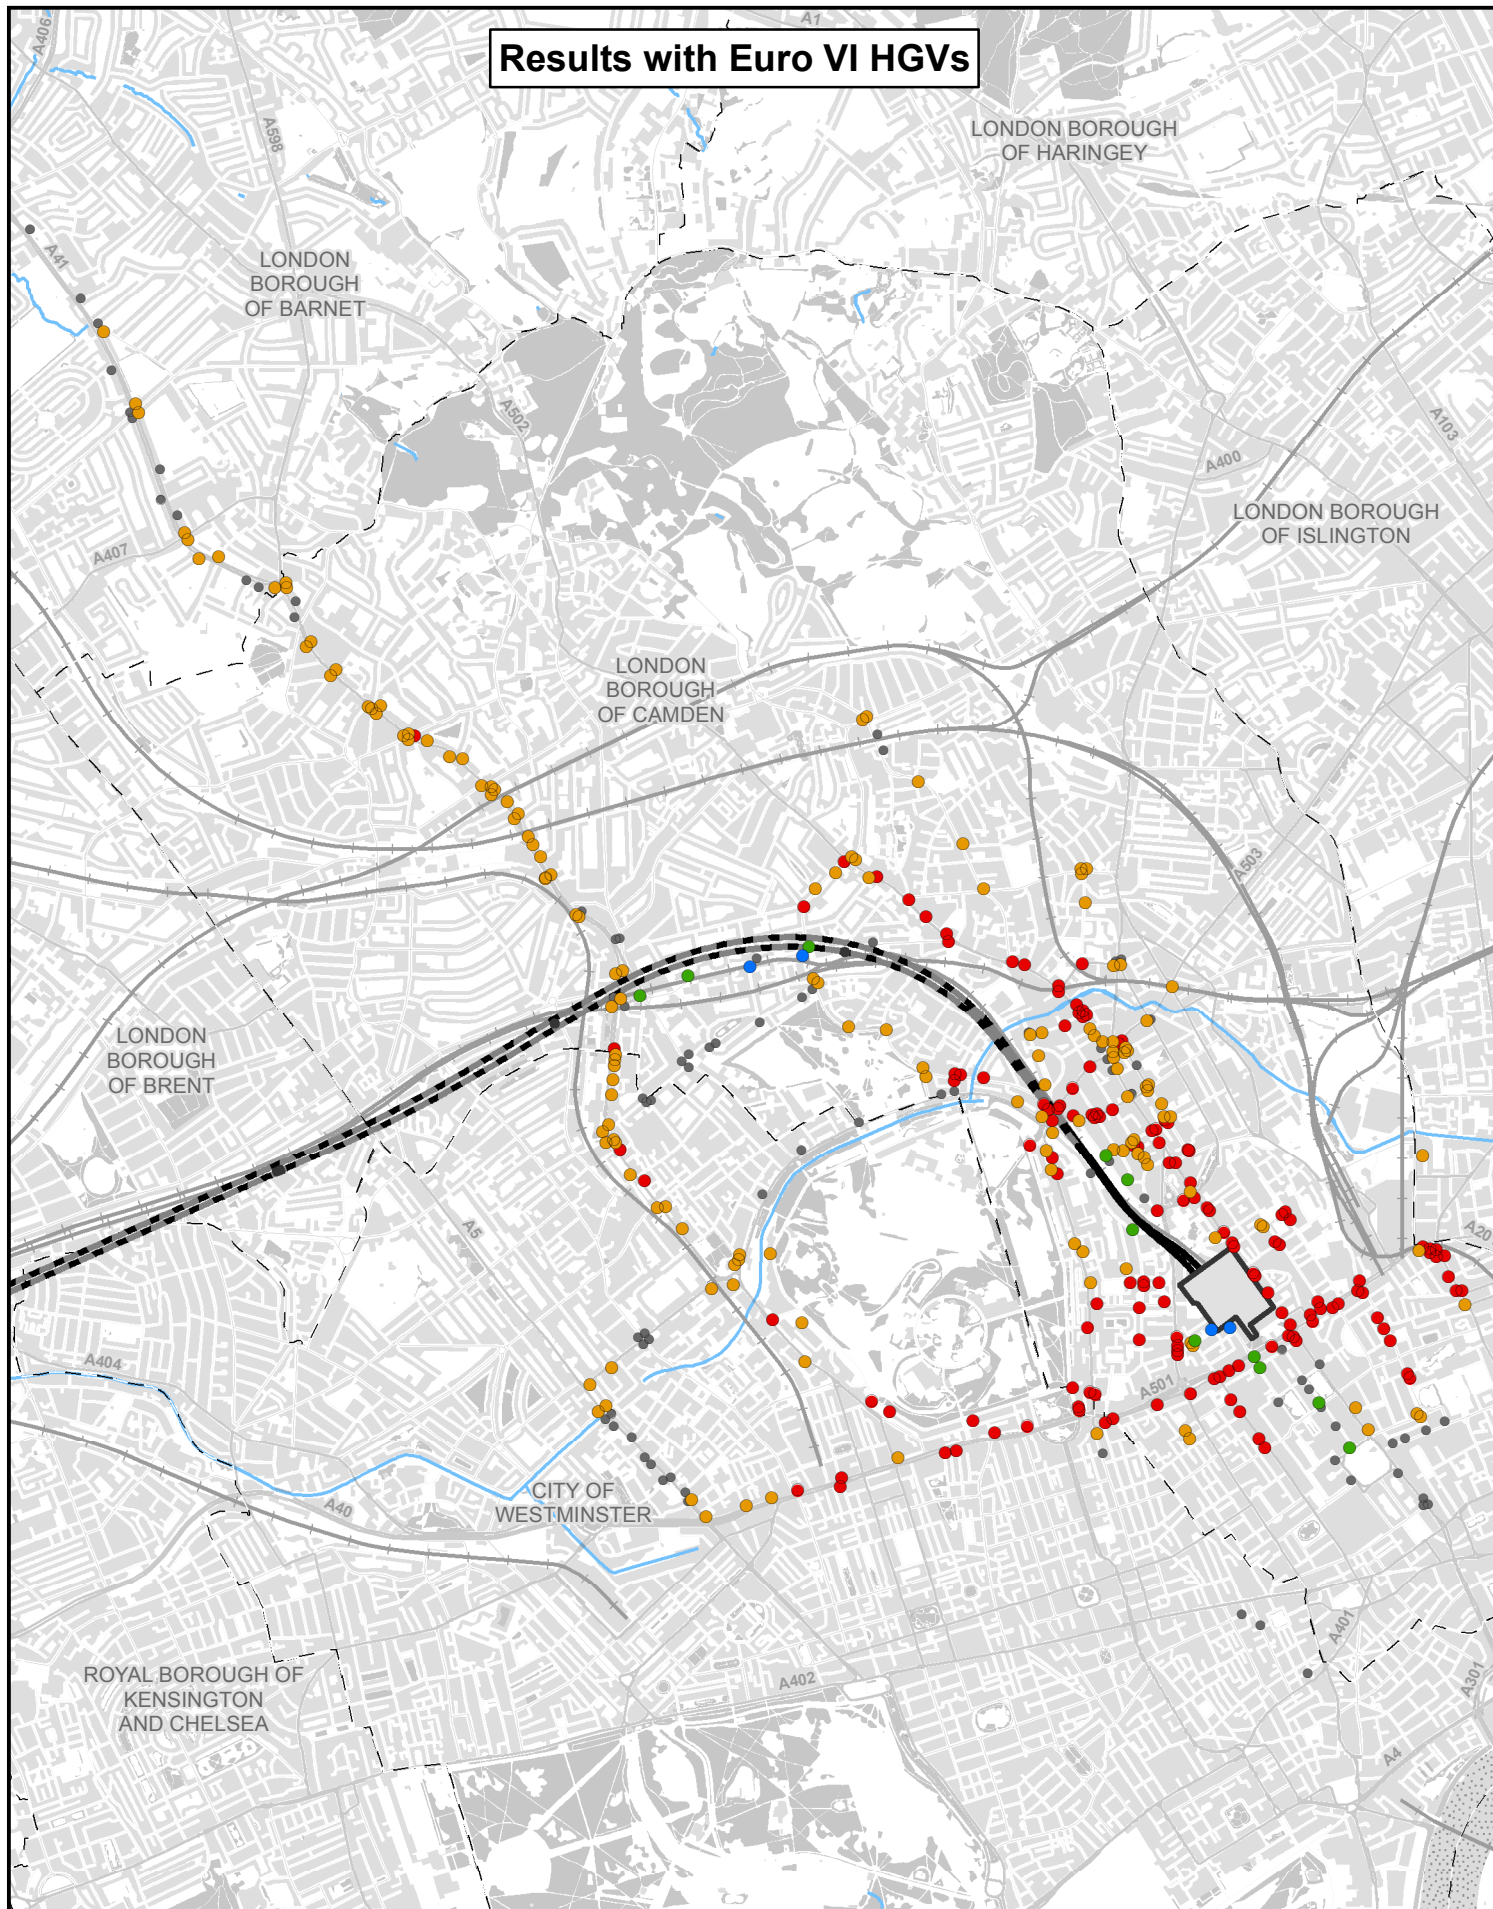 A1
A406
Results with Euro VI HGVs
A598
LONDON BOROUGH
OF HARINGEY
A41
LONDON
BOROUGH
OF BARNET
A502
A103
A400
LONDON BOROUGH
OF ISLINGTON
A407
LONDON
BOROUGH
OF CAMDEN
A503
LONDON
BOROUGH
OF BRENT
A5
A20
A404
A501
A40
CITY OF
WESTMINSTER
A401
ROYAL BOROUGH OF
KENSINGTON
AND CHELSEA
A402
A301
A4